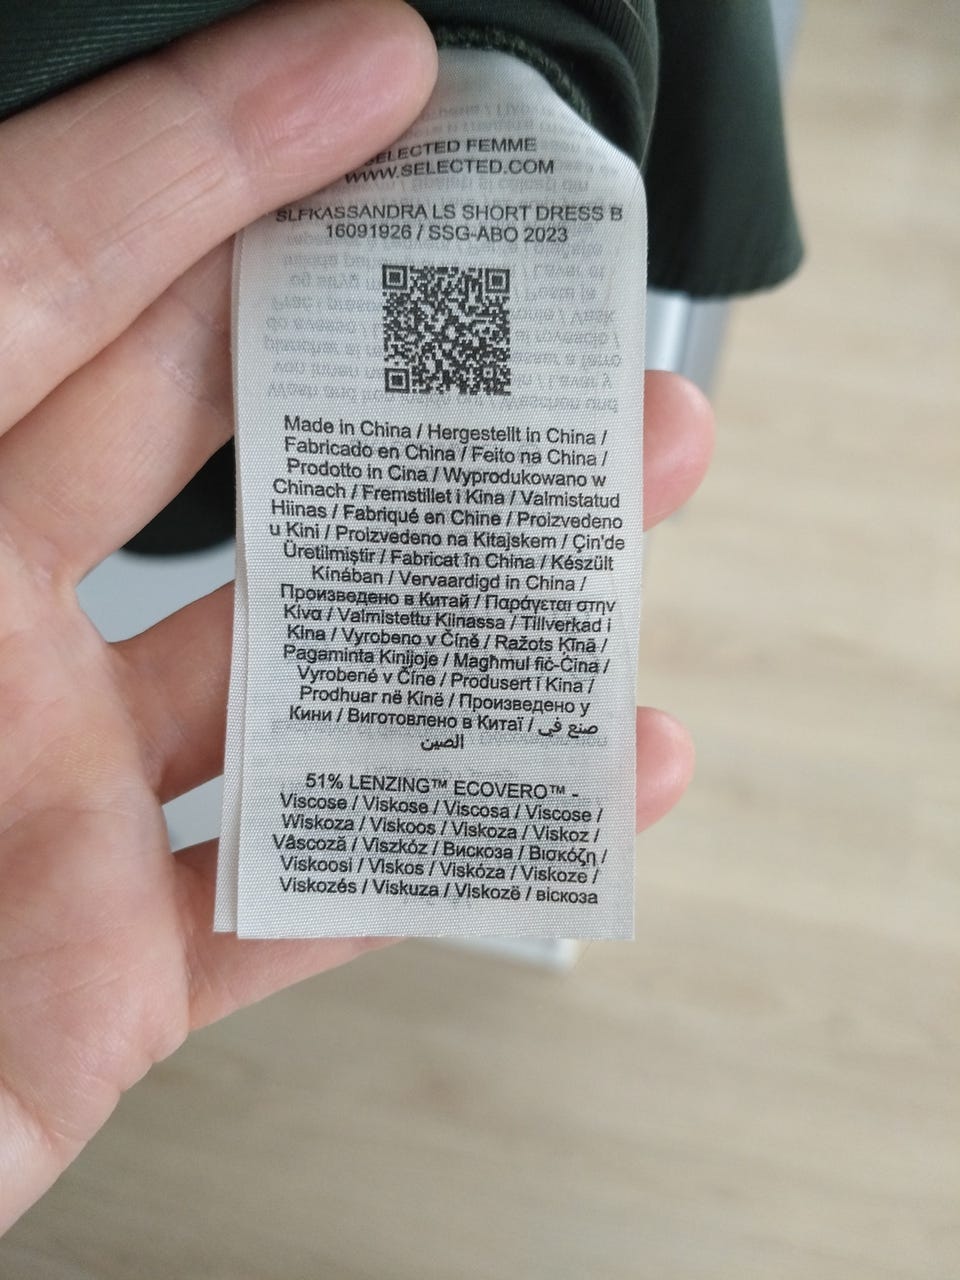 SELECTED FEMME
WWW.SELECTED.COM
SLFKASSANDRA LS SHORT DRESS B
16091926 / SSG-ABO 2023
Made in China / Hergestellt in China /
Fabricado en China / Feito na China /
Prodotto in Cina / Wyprodukowano w
Chinach / Fremstillet i Kina / Valmistatud
Hiinas / Fabriqué en Chine / Proizvedeno
u Kini / Proizvedeno na Kitajskem / Çin'de
Üretilmiştir / Fabricat în China / Készült
Kínában / Vervaardigd in China /
Произведено в Китай / Παράγεται στην
Κίνα / Valmistettu Kiinassa / Tillverkad i
Kina / Vyrobeno v Číně / Ražots Ķīnā /
Pagaminta Kinijoje / Magħmul fiċ-Ċina /
Vyrobené v Číne / Produsert i Kina /
Prodhuar në Kinë / Произведено у
Кини / Виготовлено в Китаї / صنع في
الصين
51% LENZING™ ECOVERO™ -
Viscose / Viskose / Viscosa / Viscose /
Wiskoza / Viskoos / Viskoza / Viskoz /
Vâscoză / Viszkóz / Вискоза / Βισκόζη /
Viskoosi / Viskos / Viskóza / Viskoze /
Viskozės / Viskuza / Viskozë / віскоза